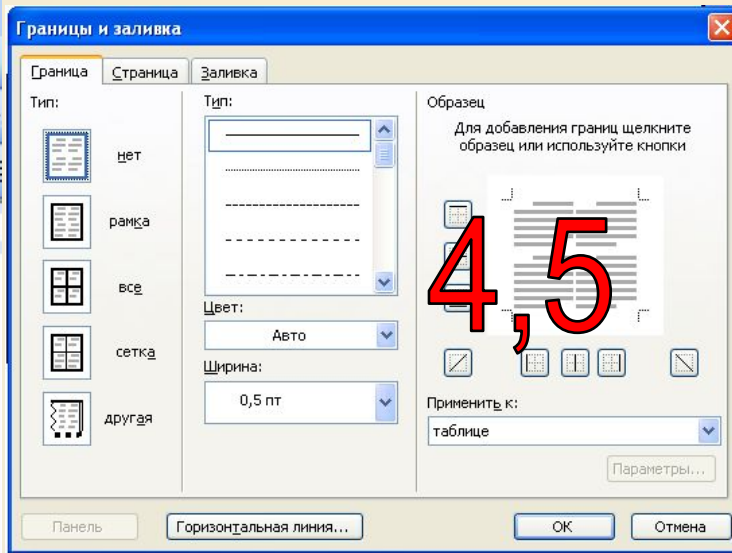 Границы и заливка
Граница Страница Заливка
Тип:
нет
рамка
все
сетка
другая
Тип:
Цвет:
Авто
Ширина:
0,5 пт
Образец
Для добавления границ щелкните
образец или используйте кнопки
4,5
Применить к:
таблице
Параметры...
Панель
Горизонтальная линия...
ОК
Отмена